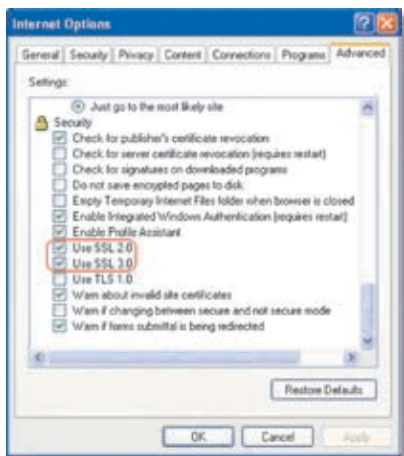 Internet Options
General Security Privacy Content Connections Programs Advanced
Settings:
Just go to the most likely site
Security
Check for publisher's certificate revocation
Check for server certificate revocation (requires restart)
Check for signatures on downloaded programs
Do not save encrypted pages to disk
Empty Temporary Internet Files folder when browser is closed
Enable Integrated Windows Authentication (requires restart)
Enable Profile Assistant
Use SSL 2.0
Use SSL 3.0
Use TLS 1.0
Warn about invalid site certificates
Warn if changing between secure and not secure mode
Warn if forms submittal is being redirected
Restore Defaults
OK Cancel Apply